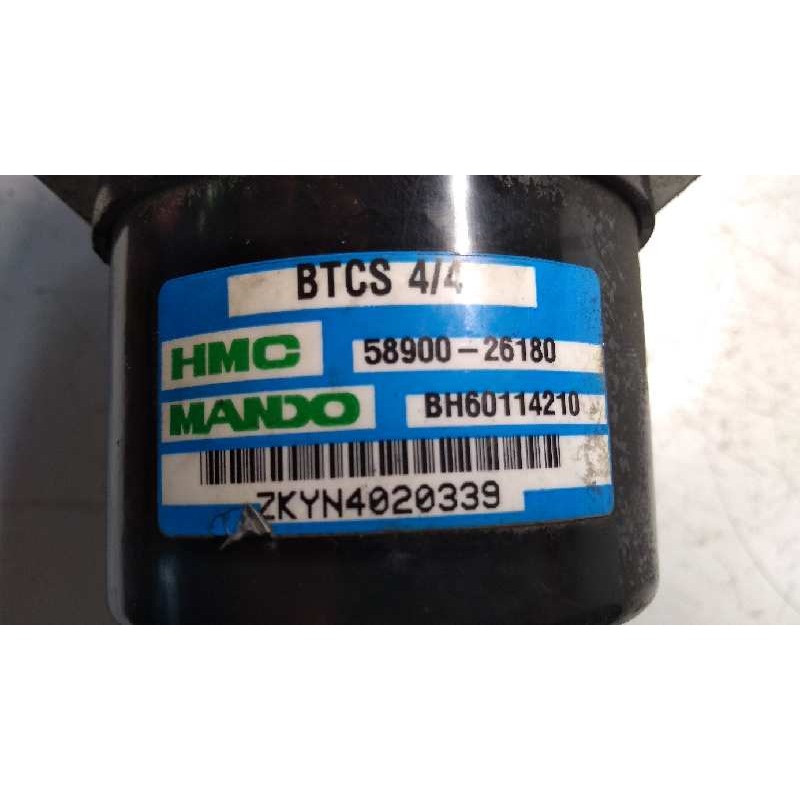 BTCS 4/4
HMC 58900-26180
MANDO BH60114210
ZKYN4020339